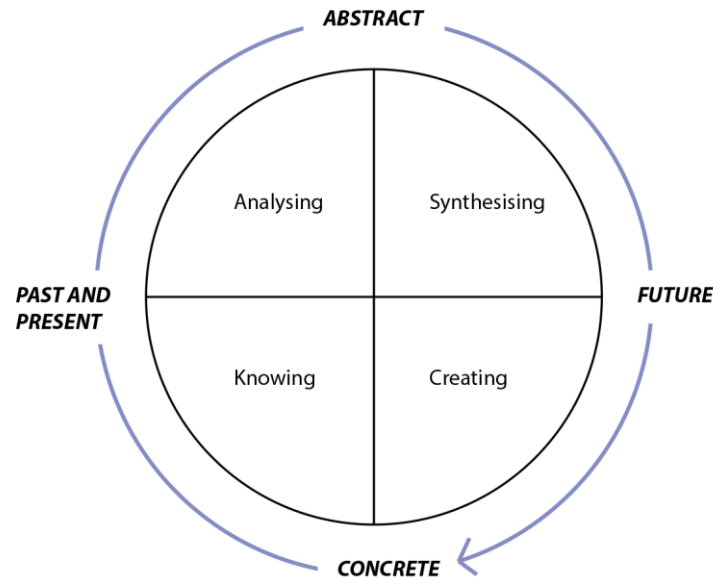 ABSTRACT
Analysing
Synthesising
PAST AND
PRESENT
FUTURE
Knowing
Creating
CONCRETE